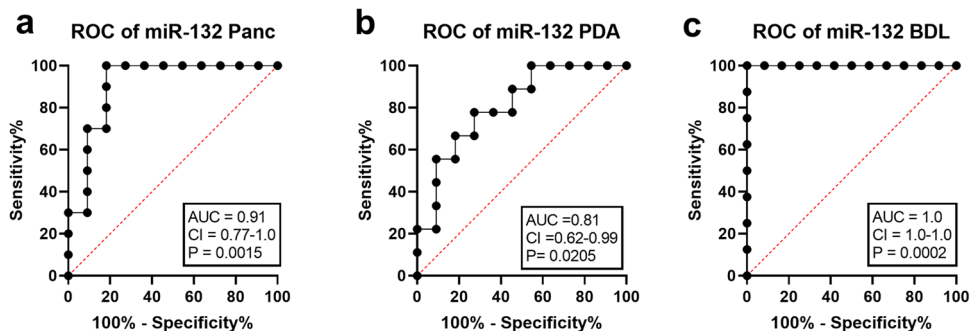 a
ROC of miR-132 Panc
Sensitivity%
100
80
60
40
20
0
AUC = 0.91
CI = 0.77-1.0
P = 0.0015
0 20 40 60 80 100
100% - Specificity%
b
ROC of miR-132 PDA
Sensitivity%
100
80
60
40
20
0
AUC =0.81
CI =0.62-0.99
P= 0.0205
0 20 40 60 80 100
100% - Specificity%
c
ROC of miR-132 BDL
Sensitivity%
100
80
60
40
20
0
AUC = 1.0
CI = 1.0-1.0
P = 0.0002
0 20 40 60 80 100
100% - Specificity%